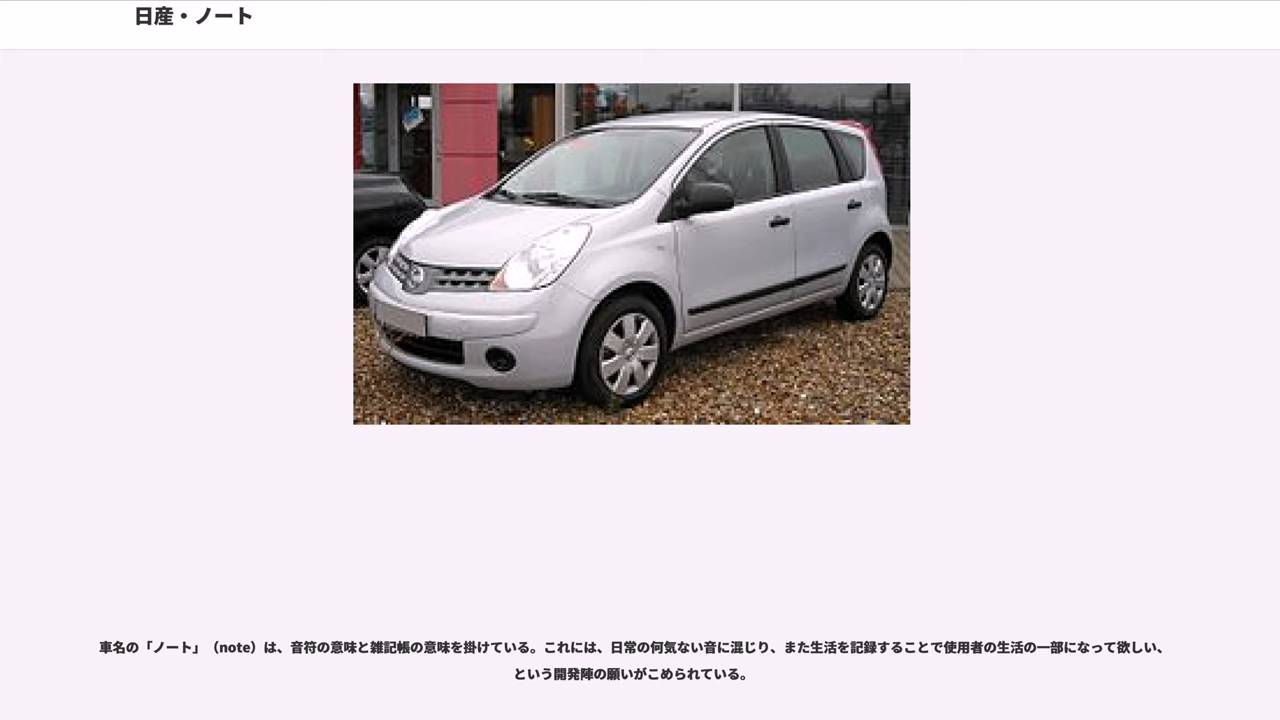 日産・ノート
車名の「ノート」（note）は、音符の意味と雑記帳の意味を掛けている。これには、日常の何気ない音に混じり、また生活を記録することで使用者の生活の一部になって欲しい、
という開発陣の願いがこめられている。